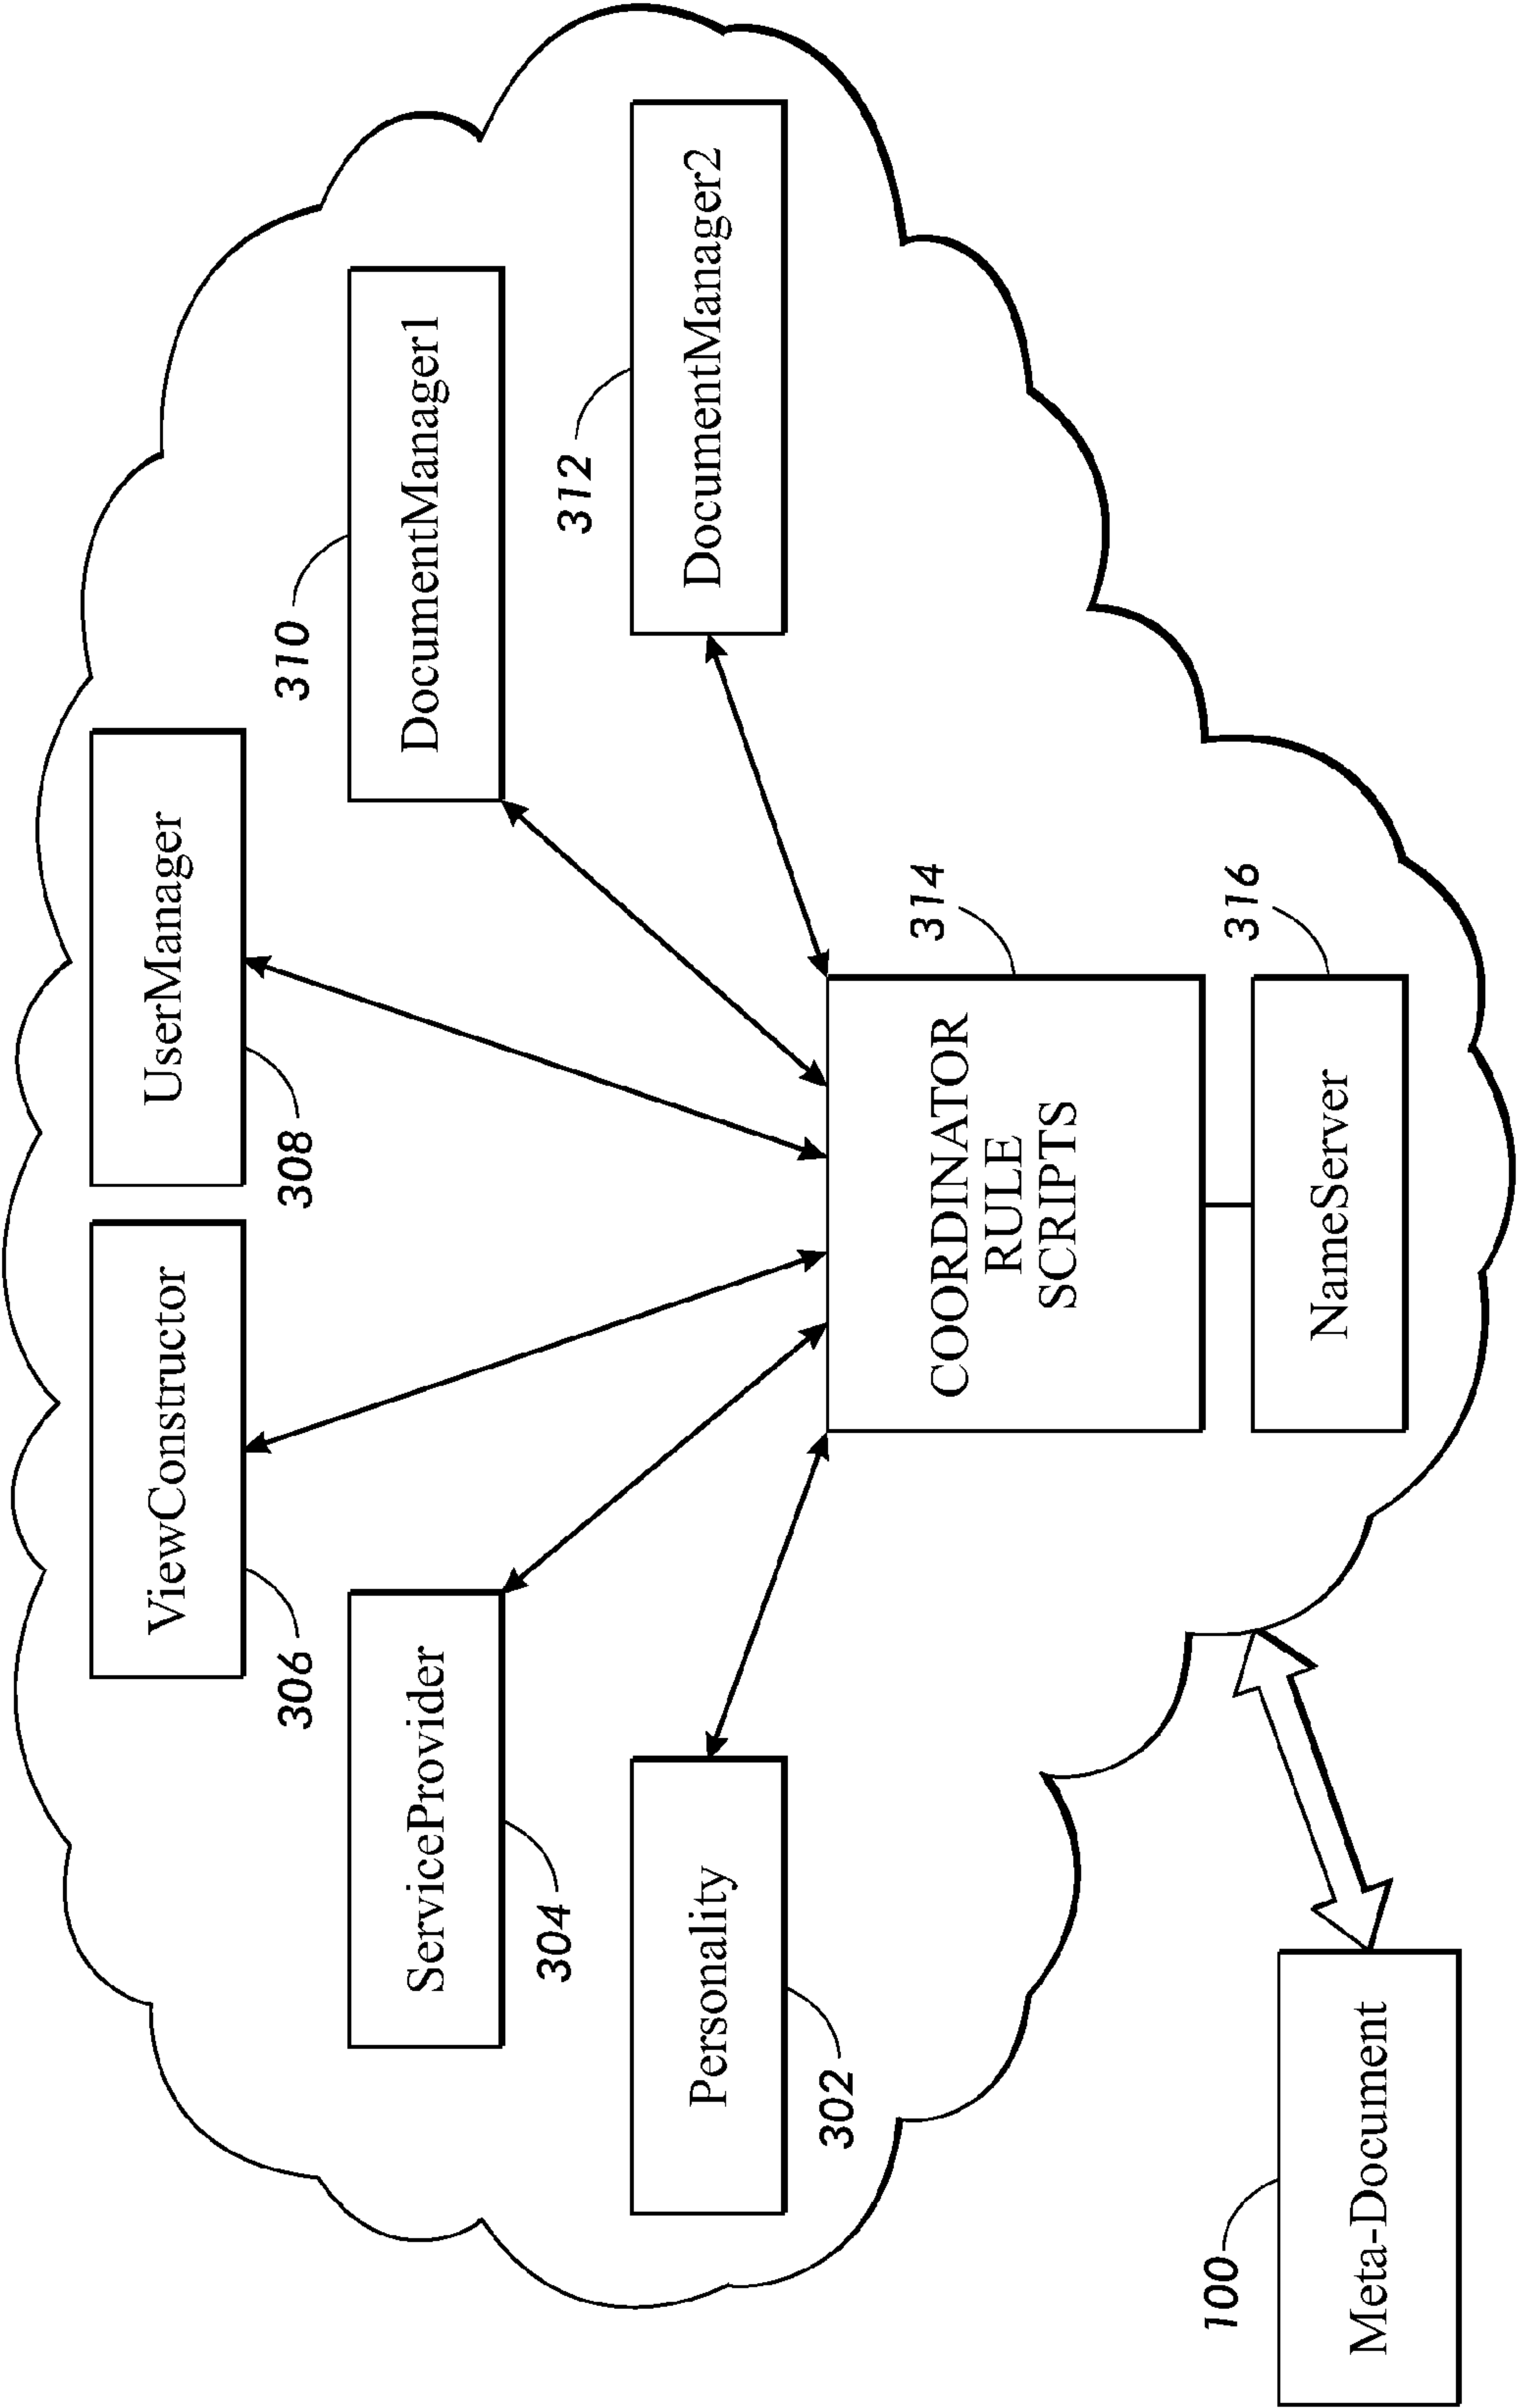 ViewConstructor
UserManager
306
308
ServiceProvider
DocumentManager1
304
310
Personality
DocumentManager2
302
312
COORDINATOR
RULE
SCRIPTS
314
NameServer
316
100
Meta-Document